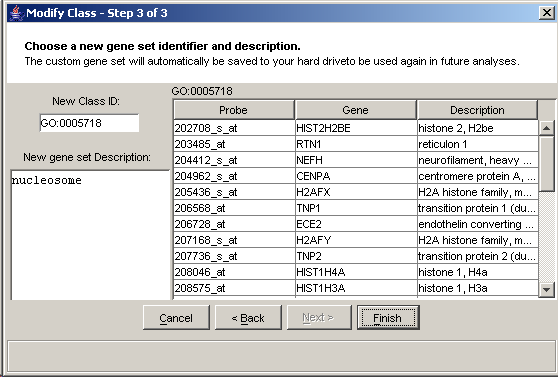 Modify Class - Step 3 of 3
Choose a new gene set identifier and description.
The custom gene set will automatically be saved to your hard driveto be used again in future analyses.
New Class ID:
GO:0005718
New gene set Description:
nucleosome
GO:0005718
Probe Gene Description
202708_s_at HIST2H2BE histone 2, H2be
203485_at RTN1 reticulon 1
204412_s_at NEFH neurofilament, heavy ...
204962_s_at CENPA centromere protein A, ...
205436_s_at H2AFX H2A histone family, m...
206568_at TNP1 transition protein 1 (du...
206728_at ECE2 endothelin converting ...
207168_s_at H2AFY H2A histone family, m...
207736_s_at TNP2 transition protein 2 (du...
208046_at HIST1H4A histone 1, H4a
208575_at HIST1H3A histone 1, H3a
Cancel < Back Next > Finish